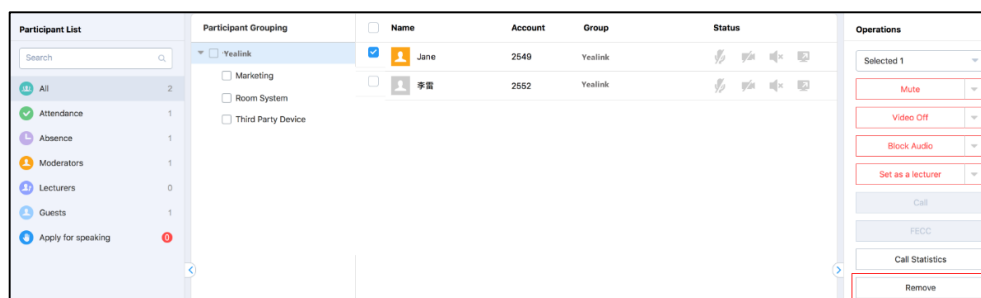 Participant List
Search
All 2
Attendance 1
Absence 1
Moderators 1
Lecturers 0
Guests 1
Apply for speaking 0
Participant Grouping
Yealink
Marketing
Room System
Third Party Device
Name Account Group Status
Jane 2549 Yealink
李雷 2552 Yealink
Operations
Selected 1
Mute
Video Off
Block Audio
Set as a lecturer
Call
FECC
Call Statistics
Remove